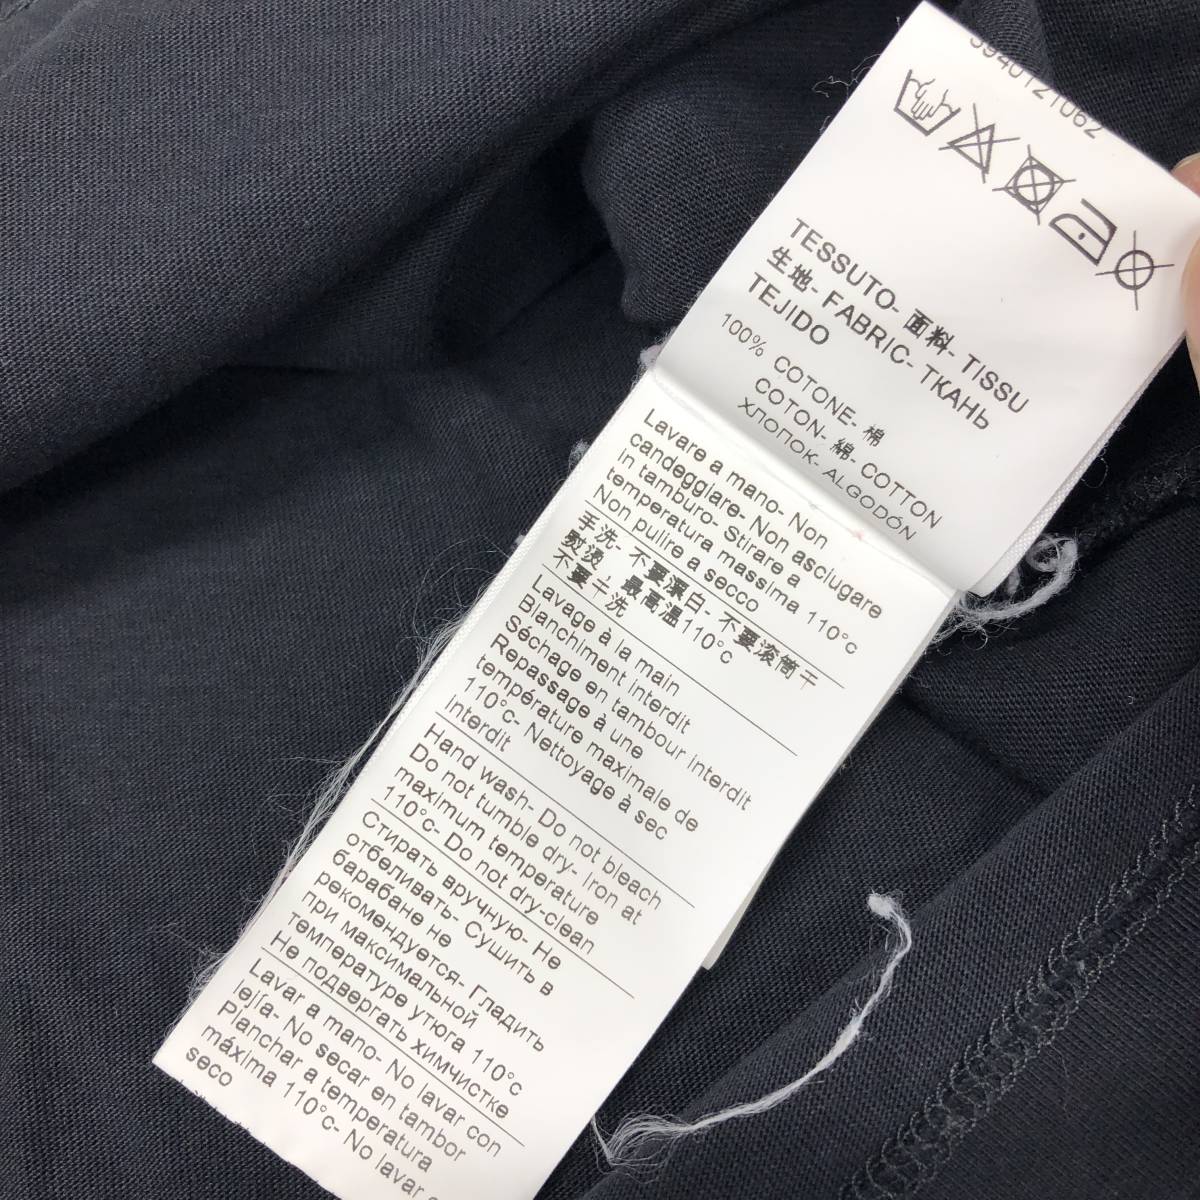 3940121062
TESSUTO- 面料- TISSU
生地- FABRIC- ТКАНЬ
TEJIDO
100% COTONE- 棉
COTON- 綿- COTTON
ХЛОПОК- ALGODÓN
Lavare a mano- Non
candeggiare- Non asciugare
in tamburo- Stirare a
temperatura massima 110°c
Non pulire a secco
手洗- 不要漂白- 不要滚筒干
熨烫- 最高温110°c
不要干洗
Lavage à la main
Blanchiment interdit
Séchage en tambour interdit
Repassage à une
température maximale de
110°c- Nettoyage à sec
interdit
Hand wash- Do not bleach
Do not tumble dry- Iron at
maximum temperature
110°c- Do not dry-clean
Стирать вручную- Не
отбеливать- Сушить в
барабане не
рекомендуется- Гладить
при максимальной
температуре утюга 110°c
Не подвергать химчистке
Lavar a mano- No lavar con
lejía- No secar en tambor
Planchar a temperatura
máxima 110°c- No lavar a
seco